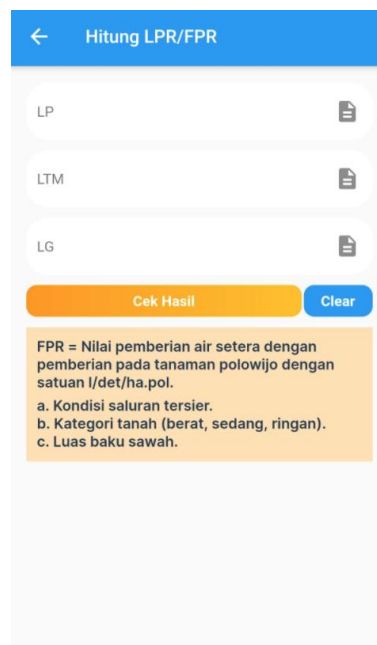 Hitung LPR/FPR
LP
LTM
LG
Cek Hasil
Clear
FPR = Nilai pemberian air setera dengan
pemberian pada tanaman polowijo dengan
satuan l/det/ha.pol.
a. Kondisi saluran tersier.
b. Kategori tanah (berat, sedang, ringan).
c. Luas baku sawah.